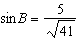 sin B = 5/√41